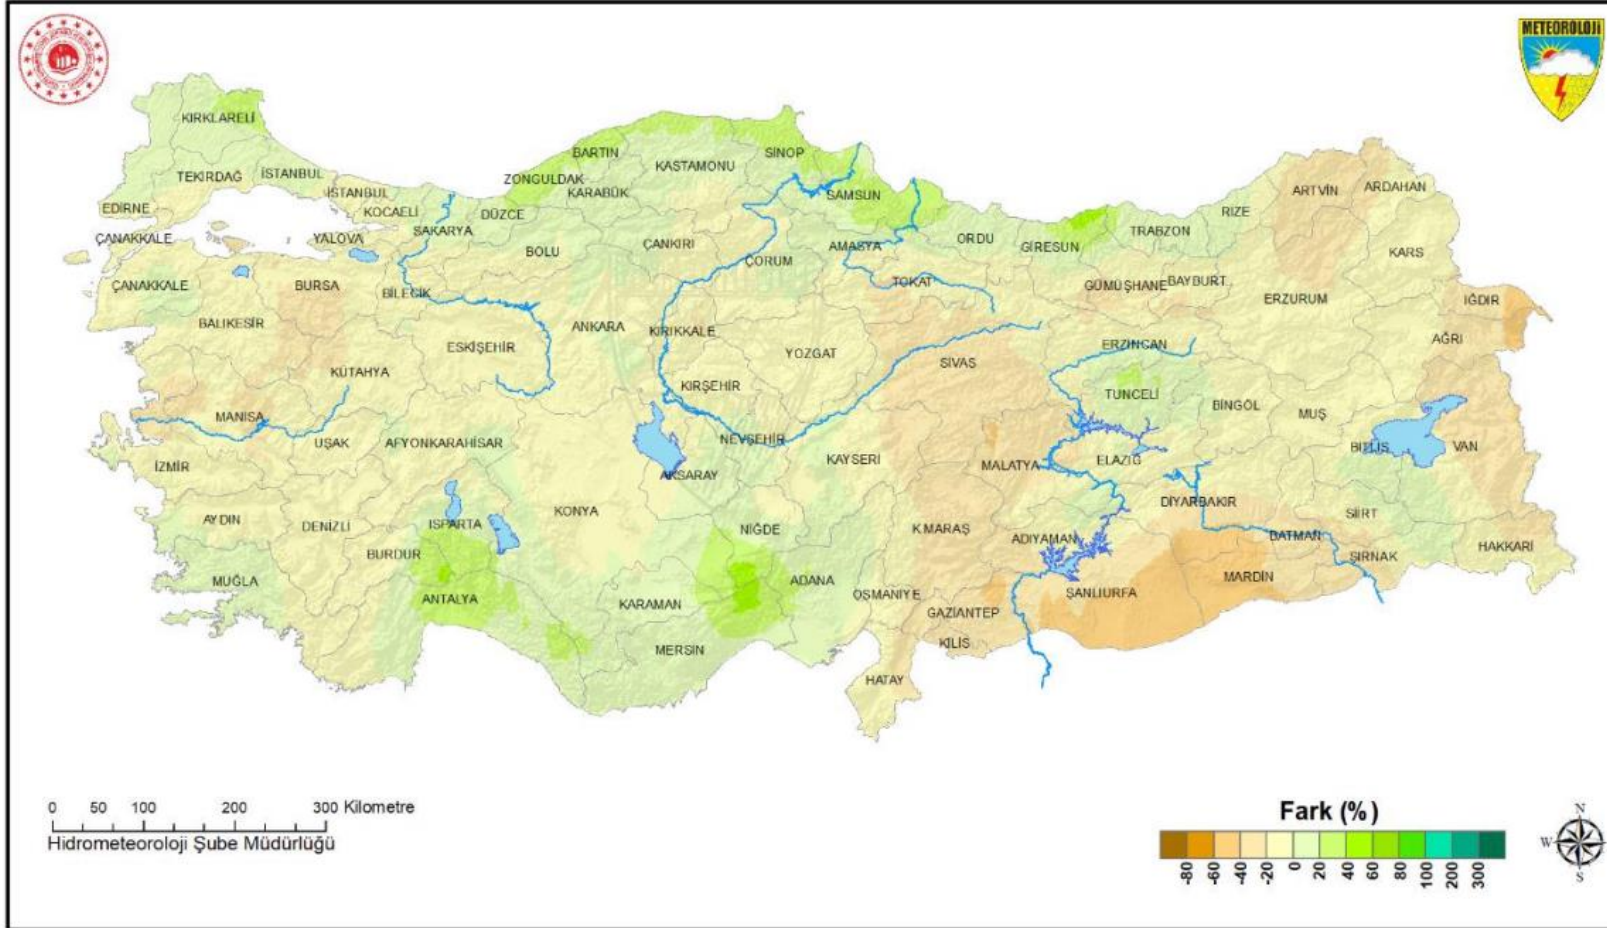 METEOROLOJİ
KIRKLARELİ
TEKİRDAĞ
İSTANBUL
EDİRNE
İSTANBUL
KOCAELİ
YALOVA
SAKARYA
DÜZCE
ZONGULDAK
BARTIN
KARABÜK
KASTAMONU
SİNOP
SAMSUN
ÇANAKKALE
ÇANAKKALE
BOLU
ÇANKIRI
ÇORUM
AMASYA
ORDU
GİRESUN
TRABZON
RİZE
ARTVİN
ARDAHAN
KARS
BALIKESİR
BURSA
BİLECİK
ESKİŞEHİR
ANKARA
KIRIKKALE
YOZGAT
TOKAT
SİVAS
GÜMÜŞHANE
BAYBURT
ERZURUM
IĞDIR
AĞRI
ERZİNCAN
TUNCELİ
BİNGÖL
MUŞ
MANİSA
KÜTAHYA
UŞAK
AFYONKARAHİSAR
KIRŞEHİR
NEVŞEHİR
AKSARAY
KAYSERİ
MALATYA
ELAZIĞ
DİYARBAKIR
BİTLİS
VAN
İZMİR
AYDIN
DENİZLİ
ISPARTA
BURDUR
KONYA
NİĞDE
K.MARAŞ
ADIYAMAN
BATMAN
SİİRT
ŞIRNAK
HAKKARİ
MUĞLA
ANTALYA
KARAMAN
MERSİN
ADANA
OSMANİYE
GAZİANTEP
KİLİS
HATAY
ŞANLIURFA
MARDİN
0 50 100 200 300 Kilometre
Hidrometeoroloji Şube Müdürlüğü
Fark (%)
-80 -60 -40 -20 0 20 40 60 80 100 200 300
N
W
S